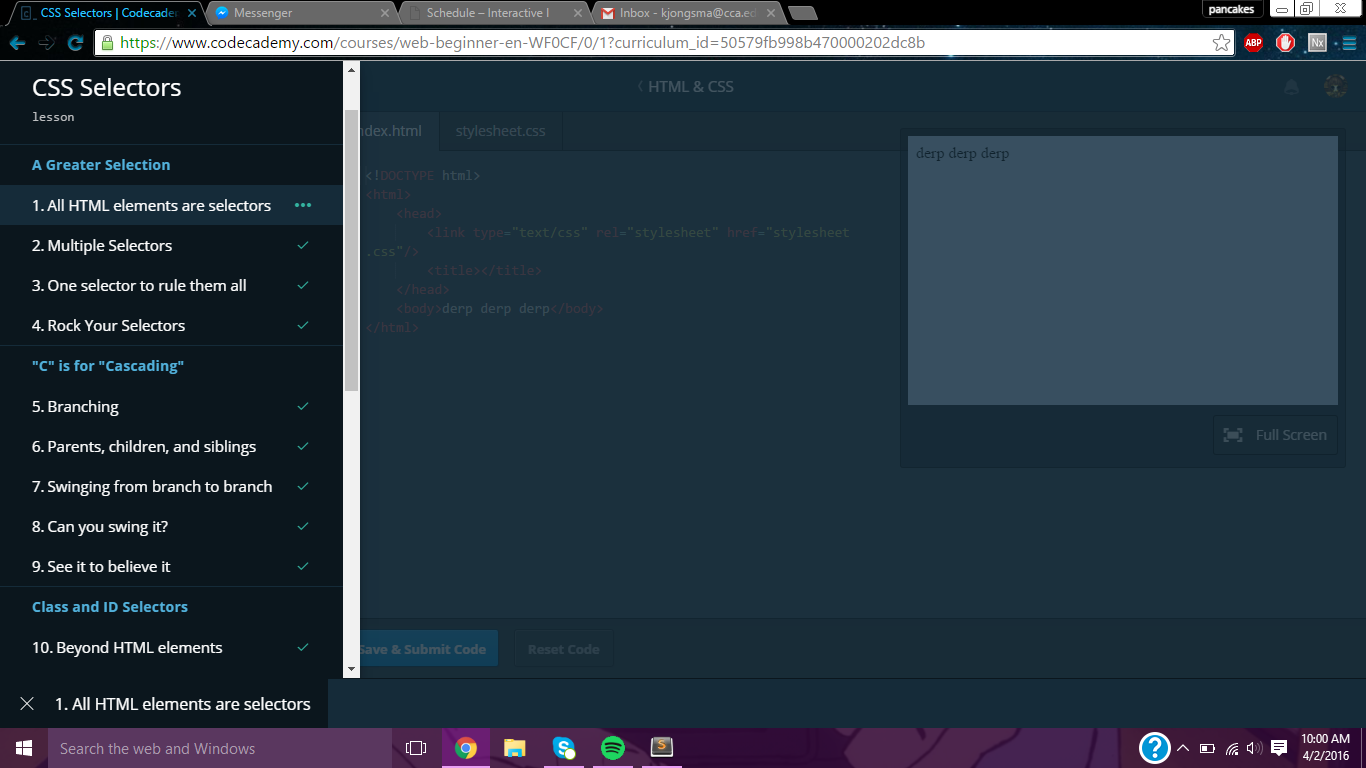 CSS Selectors | Codecade
Messenger
Schedule – Interactive I
Inbox - kjongsma@cca.ed
pancakes
https://www.codecademy.com/courses/web-beginner-en-WF0CF/0/1?curriculum_id=50579fb998b470000202dc8b
ABP
Nx
CSS Selectors
lesson
A Greater Selection
1. All HTML elements are selectors
2. Multiple Selectors
3. One selector to rule them all
4. Rock Your Selectors
"C" is for "Cascading"
5. Branching
6. Parents, children, and siblings
7. Swinging from branch to branch
8. Can you swing it?
9. See it to believe it
Class and ID Selectors
10. Beyond HTML elements
1. All HTML elements are selectors
HTML & CSS
ndex.html
stylesheet.css
<!DOCTYPE html>
<html>
<head>
<link type="text/css" rel="stylesheet" href="stylesheet
.css"/>
<title></title>
</head>
<body>derp derp derp</body>
</html>
derp derp derp
Full Screen
Save & Submit Code
Reset Code
Search the web and Windows
10:00 AM
4/2/2016